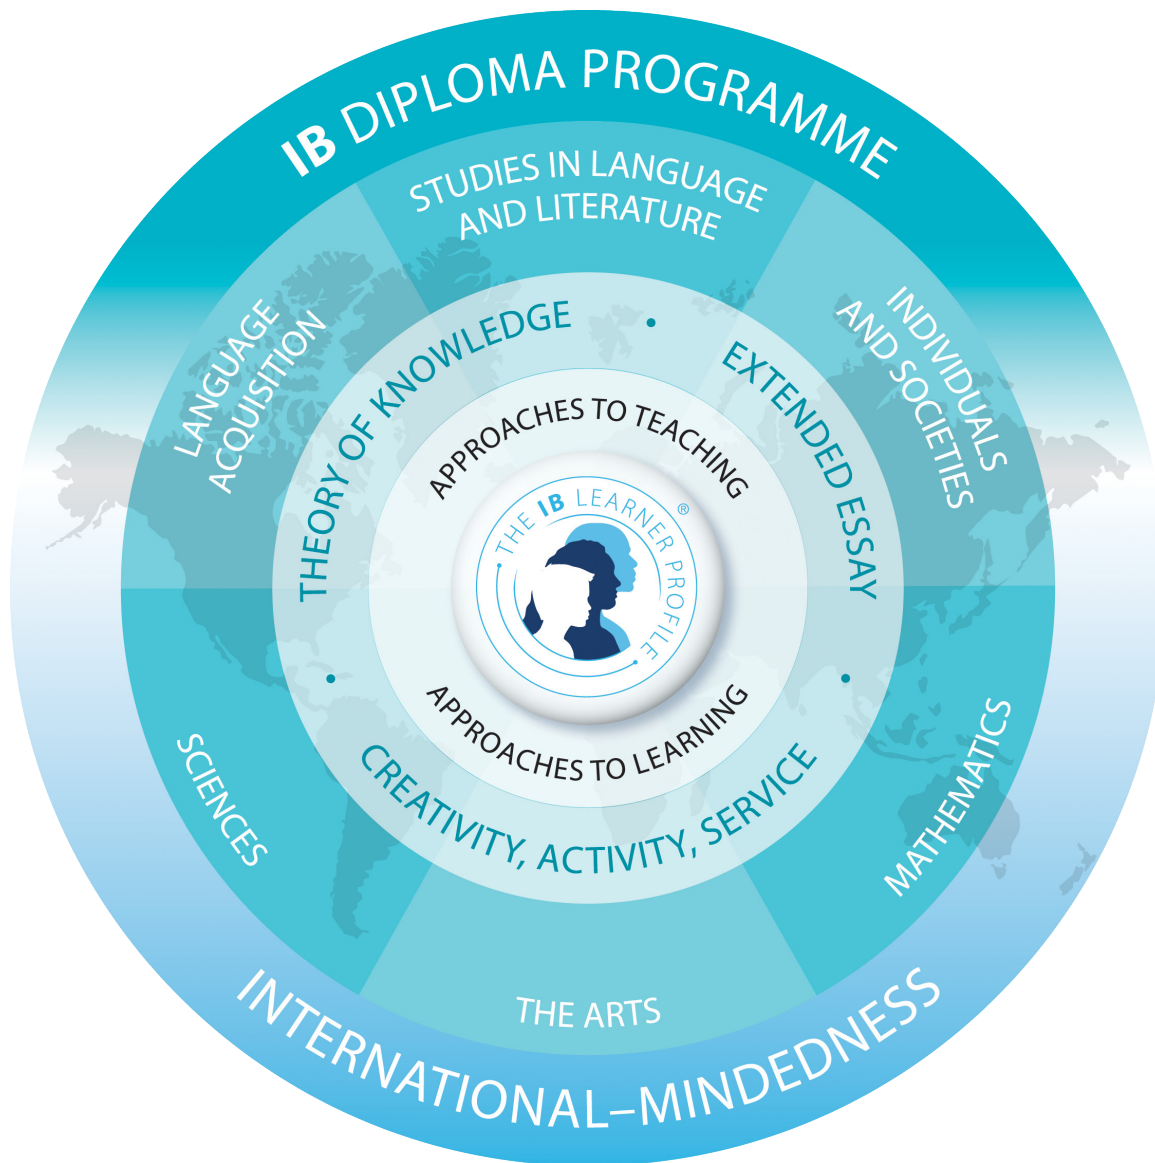 IB DIPLOMA PROGRAMME
STUDIES IN LANGUAGE
AND LITERATURE
LANGUAGE
ACQUISITION
INDIVIDUALS
AND SOCIETIES
THEORY OF KNOWLEDGE
•
EXTENDED ESSAY
APPROACHES TO TEACHING
THE IB LEARNER PROFILE
®
APPROACHES TO LEARNING
•
CREATIVITY, ACTIVITY, SERVICE
•
SCIENCES
MATHEMATICS
THE ARTS
INTERNATIONAL–MINDEDNESS